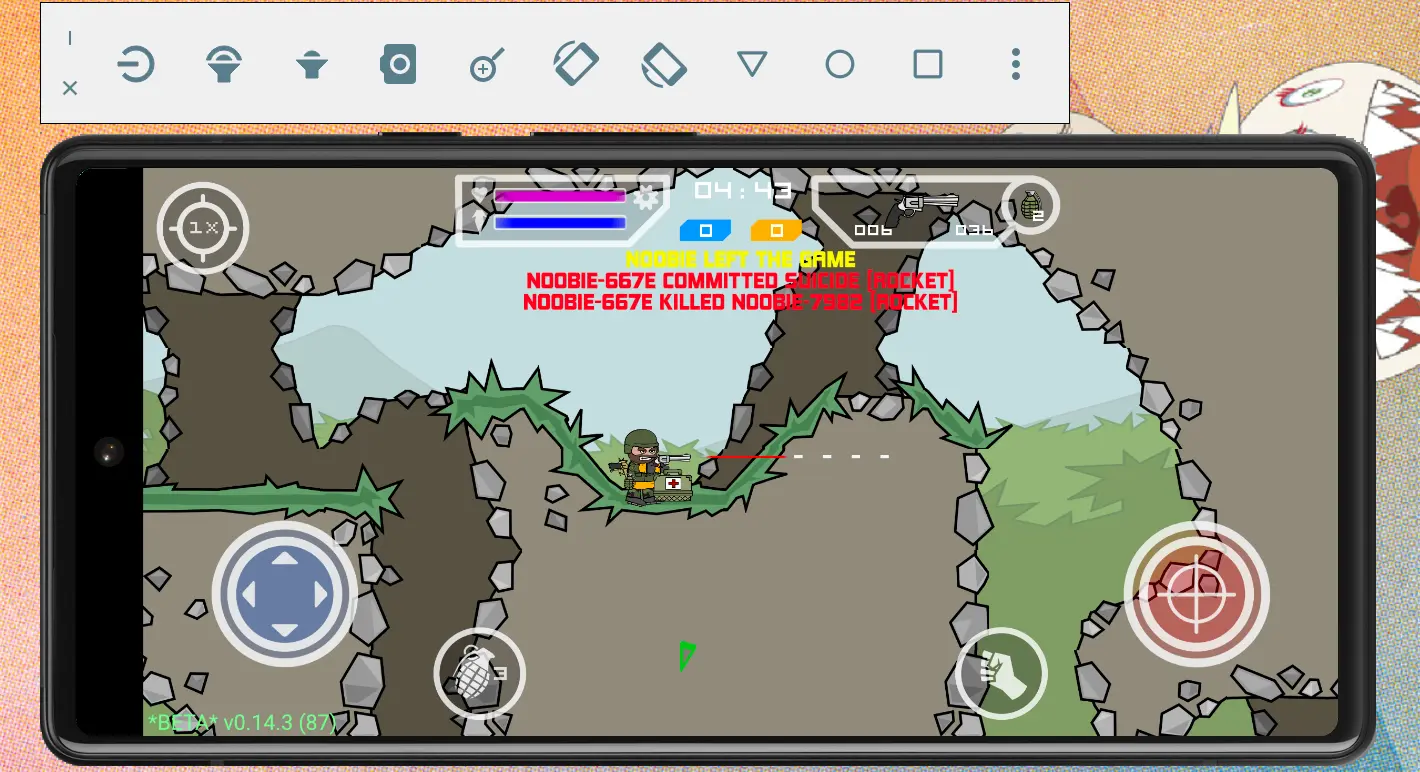 1x
04:43
0
0
006
036
2
NOOBIE LEFT THE GAME
NOOBIE-667E COMMITTED SUICIDE [ROCKET]
NOOBIE-667E KILLED NOOBIE-7982 [ROCKET]
3
*BETA* v0.14.3 (87)